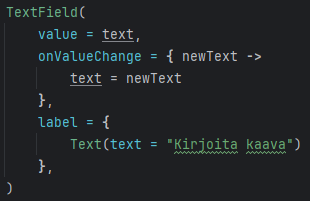 TextField(
    value = text,
    onValueChange = { newText ->
        text = newText
    },
    label = {
        Text(text = "Kirjoita kaava")
    },
)